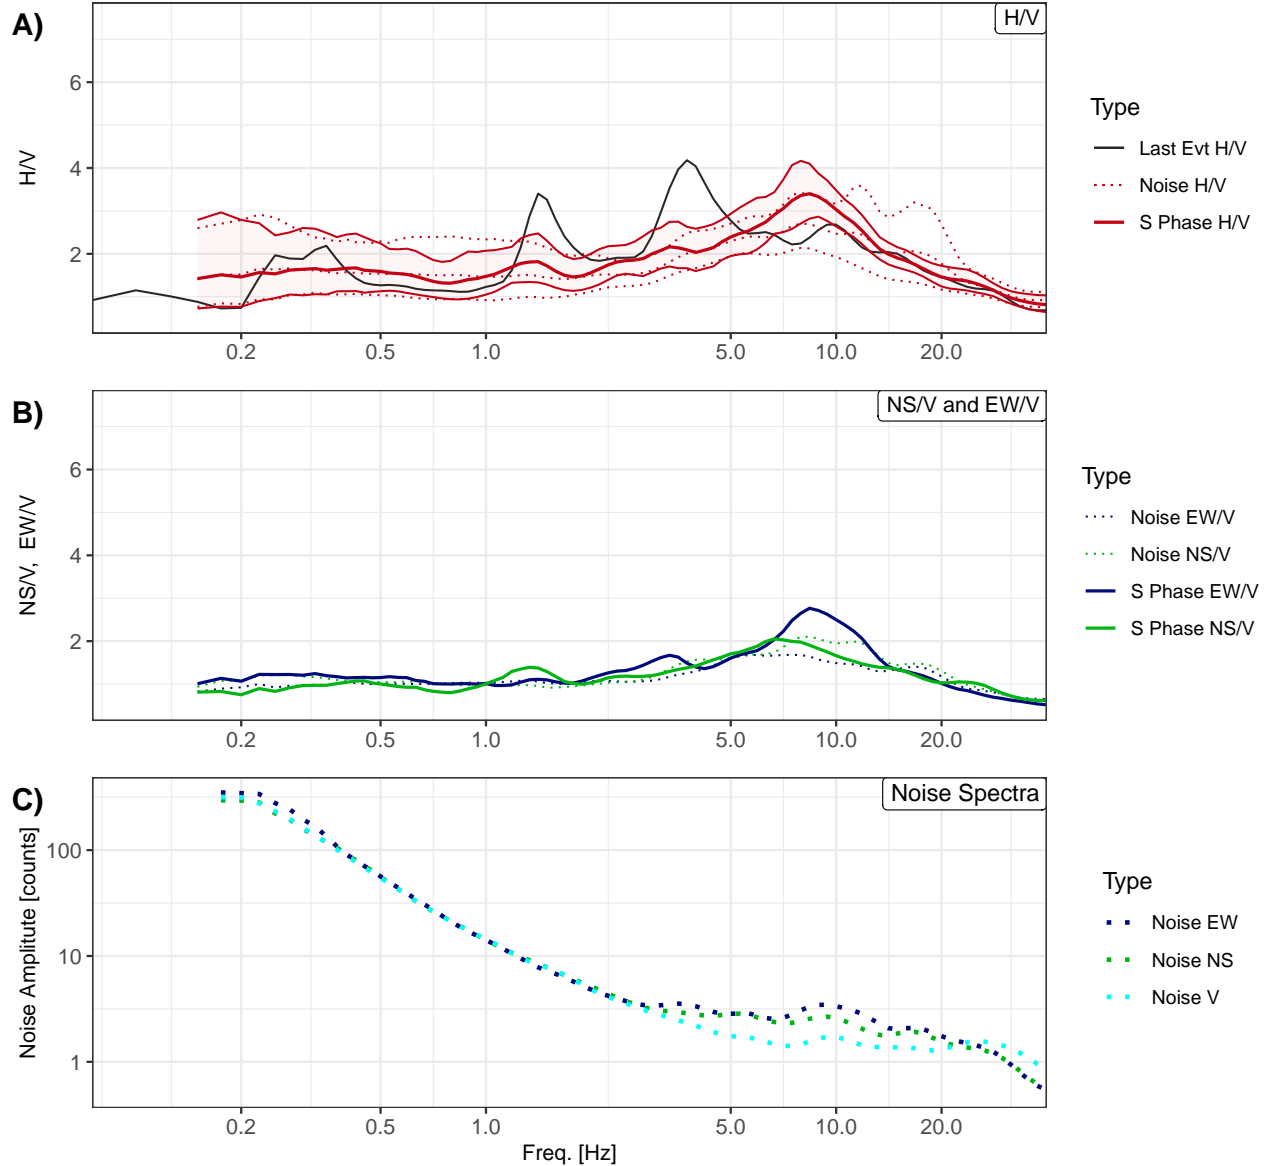 A)
H/V
H/V
6
4
2
0.2 0.5 1.0 5.0 10.0 20.0
Type
Last Evt H/V
Noise H/V
S Phase H/V
B)
NS/V and EW/V
NS/V, EW/V
6
4
2
0.2 0.5 1.0 5.0 10.0 20.0
Type
Noise EW/V
Noise NS/V
S Phase EW/V
S Phase NS/V
C)
Noise Spectra
Noise Amplitute [counts]
100
10
1
0.2 0.5 1.0 5.0 10.0 20.0
Freq. [Hz]
Type
Noise EW
Noise NS
Noise V